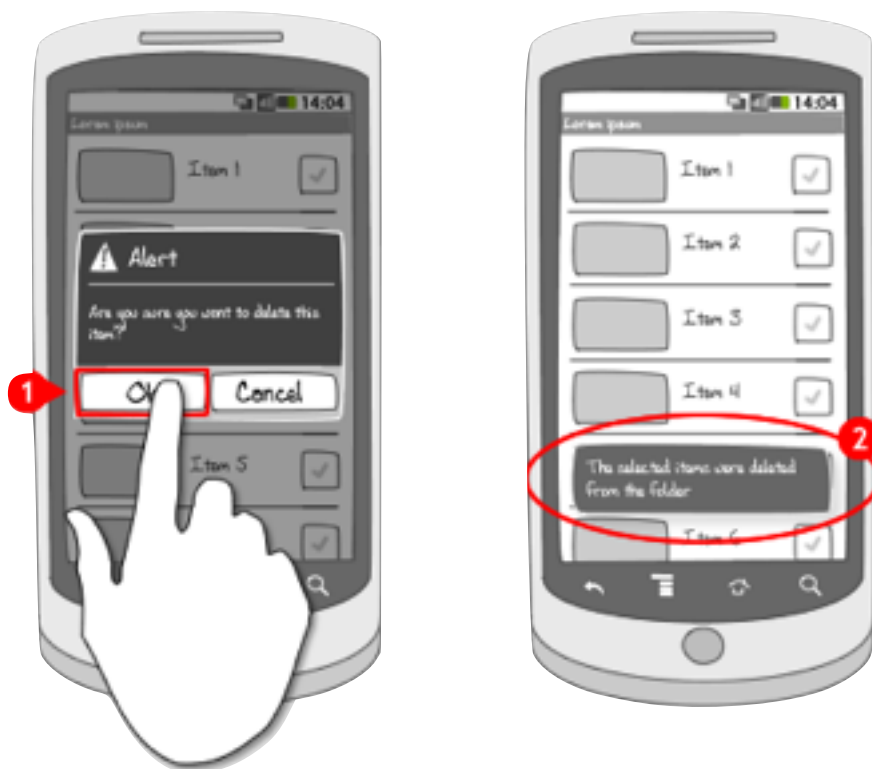 14:04
Lorem Ipsum
Item 1
Alert
Are you sure you want to delete this
item?
1
Ok
Cancel
Item 5
14:04
Lorem Ipsum
Item 1
Item 2
Item 3
Item 4
2
The selected items were deleted
from the folder
Item 6